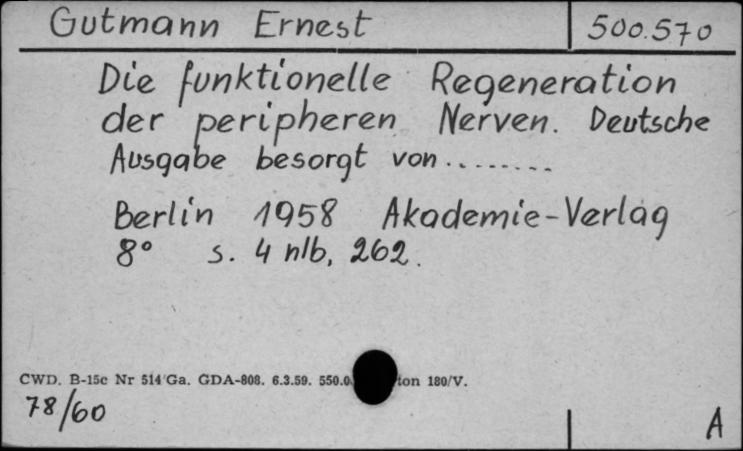 Gutmann Ernest 500.570
Die funktionelle Regeneration
der peripheren Nerven. Deutsche
Ausgabe besorgt von........
Berlin 1958 Akademie-Verlag
8° s. 4 nlb, 262.
CWD. B-15c Nr 514 Ga. GDA-808. 6.3.59. 550.0 ton 180/V.
78/60 A